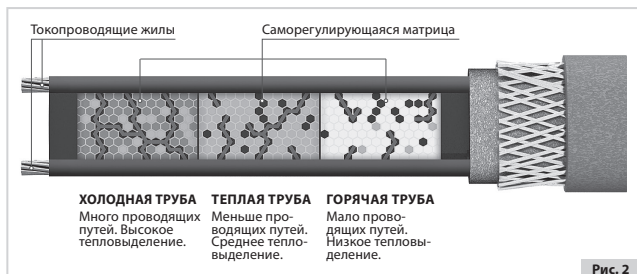 Токопроводящие жилы
Саморегулирующаяся матрица
ХОЛОДНАЯ ТРУБА
Много проводящих
путей. Высокое
тепловыделение.
ТЕПЛАЯ ТРУБА
Меньше про-
водящих путей.
Среднее тепло-
выделение.
ГОРЯЧАЯ ТРУБА
Мало прово-
дящих путей.
Низкое тепловы-
деление.
Рис. 2